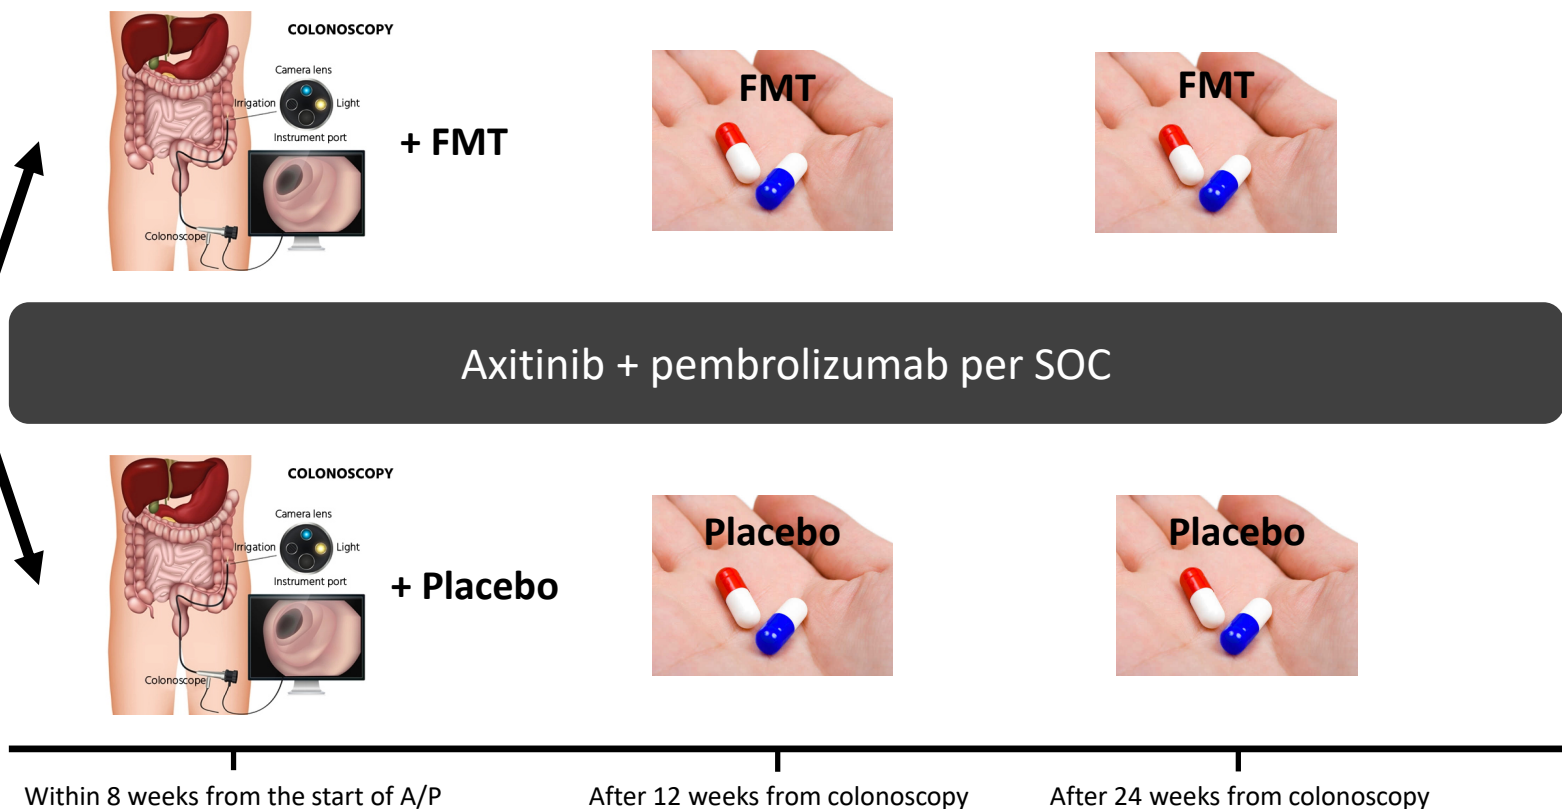 COLONOSCOPY
Camera lens
Irrigation
Light
Instrument port
Colonoscope
+ FMT
FMT
FMT
Axitinib + pembrolizumab per SOC
COLONOSCOPY
Camera lens
Irrigation
Light
Instrument port
Colonoscope
+ Placebo
Placebo
Placebo
Within 8 weeks from the start of A/P
After 12 weeks from colonoscopy
After 24 weeks from colonoscopy